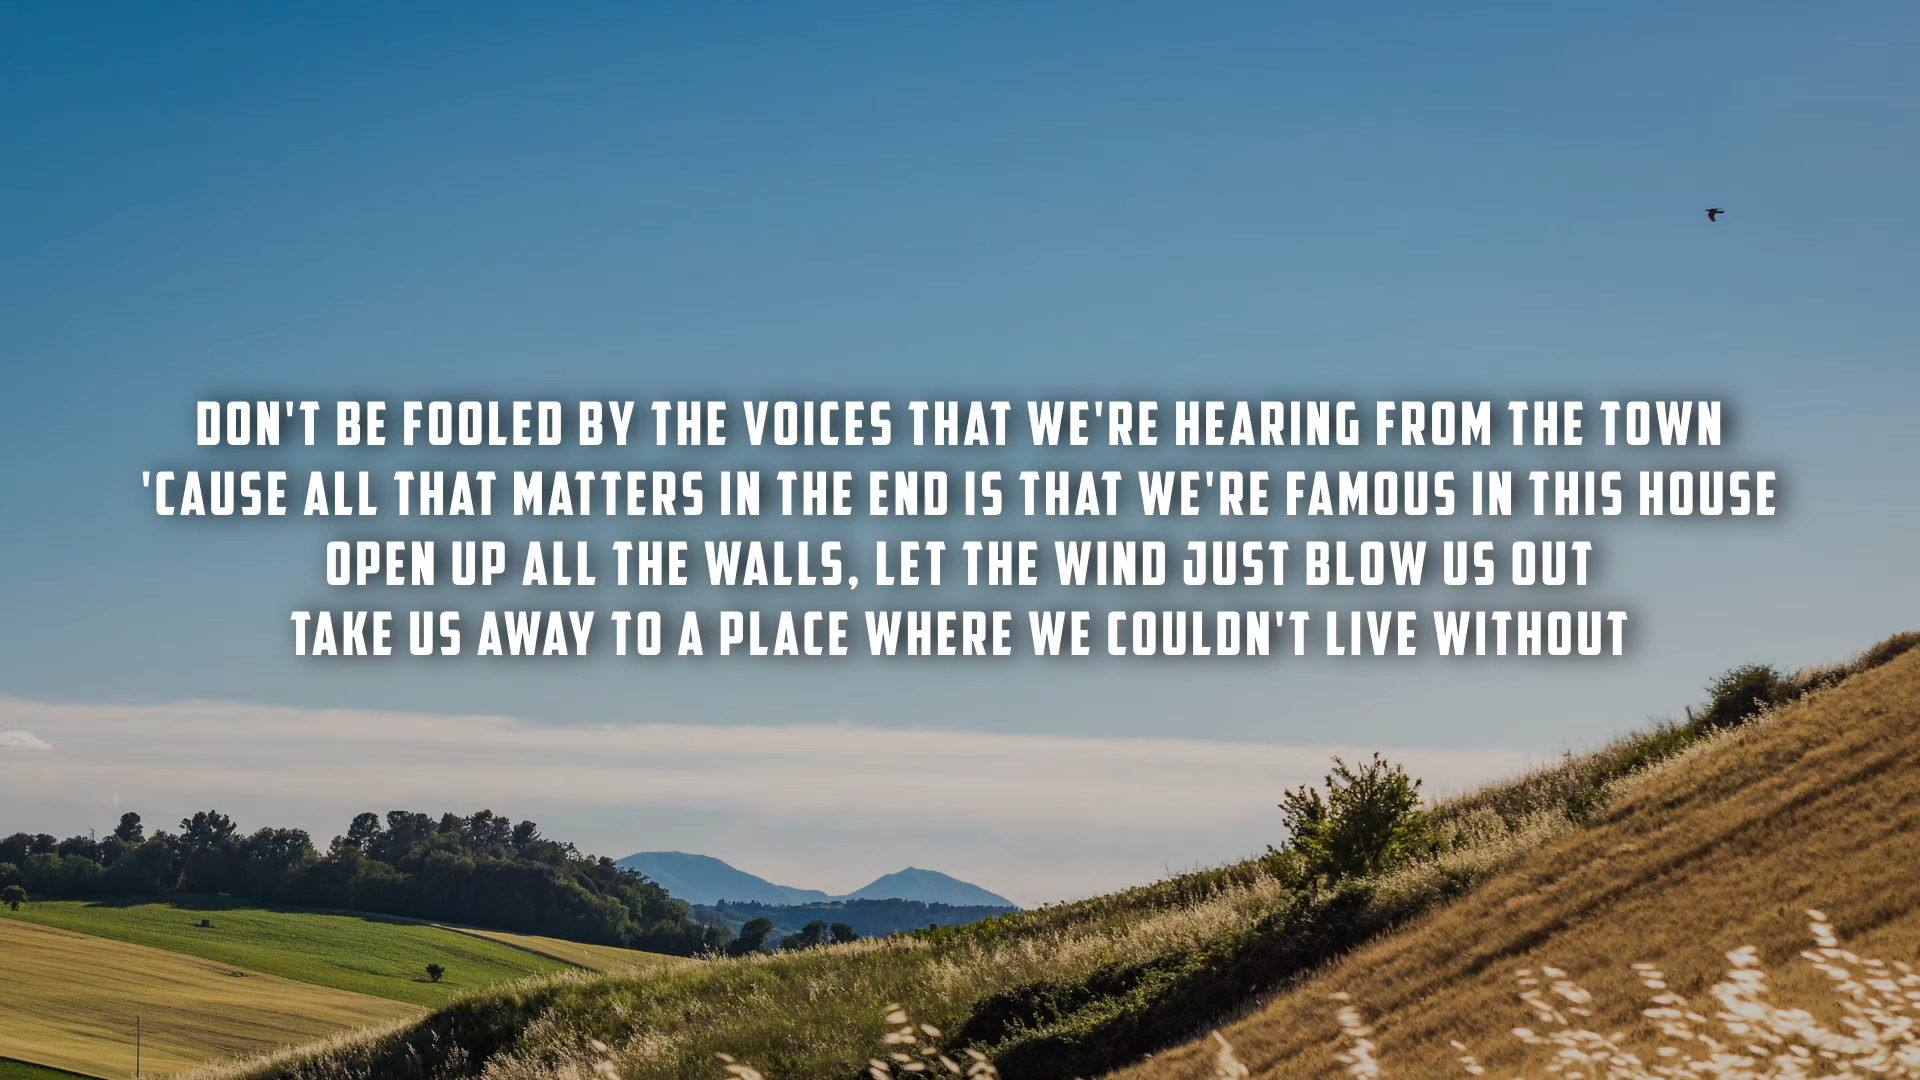 DON'T BE FOOLED BY THE VOICES THAT WE'RE HEARING FROM THE TOWN
'CAUSE ALL THAT MATTERS IN THE END IS THAT WE'RE FAMOUS IN THIS HOUSE
OPEN UP ALL THE WALLS, LET THE WIND JUST BLOW US OUT
TAKE US AWAY TO A PLACE WHERE WE COULDN'T LIVE WITHOUT